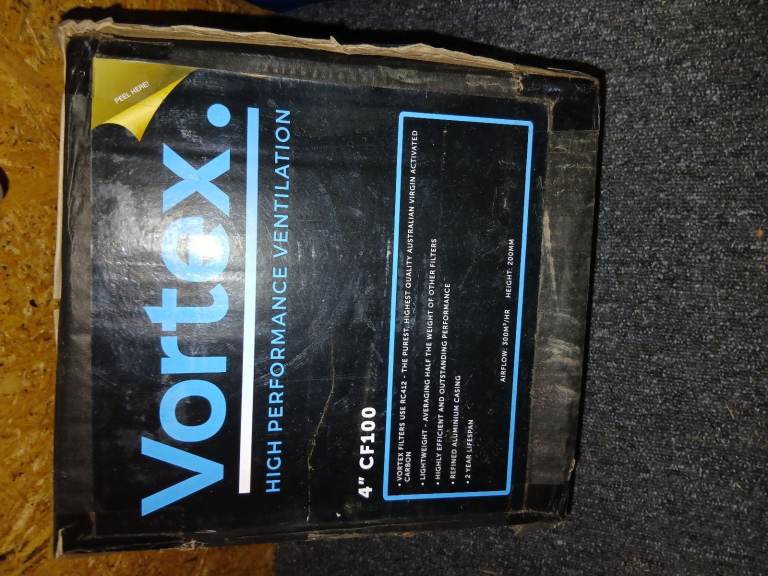 PEEL HERE!
Vortex.
HIGH PERFORMANCE VENTILATION
4" CF100
• VORTEX FILTERS USE RC412 - THE PUREST, HIGHEST QUALITY AUSTRALIAN VIRGIN ACTIVATED
CARBON
• LIGHTWEIGHT - AVERAGING HALF THE WEIGHT OF OTHER FILTERS
• HIGHLY EFFICIENT AND OUTSTANDING PERFORMANCE
• REFINED ALUMINIUM CASING
• 2 YEAR LIFESPAN
AIRFLOW: 300M³/HR HEIGHT: 200MM